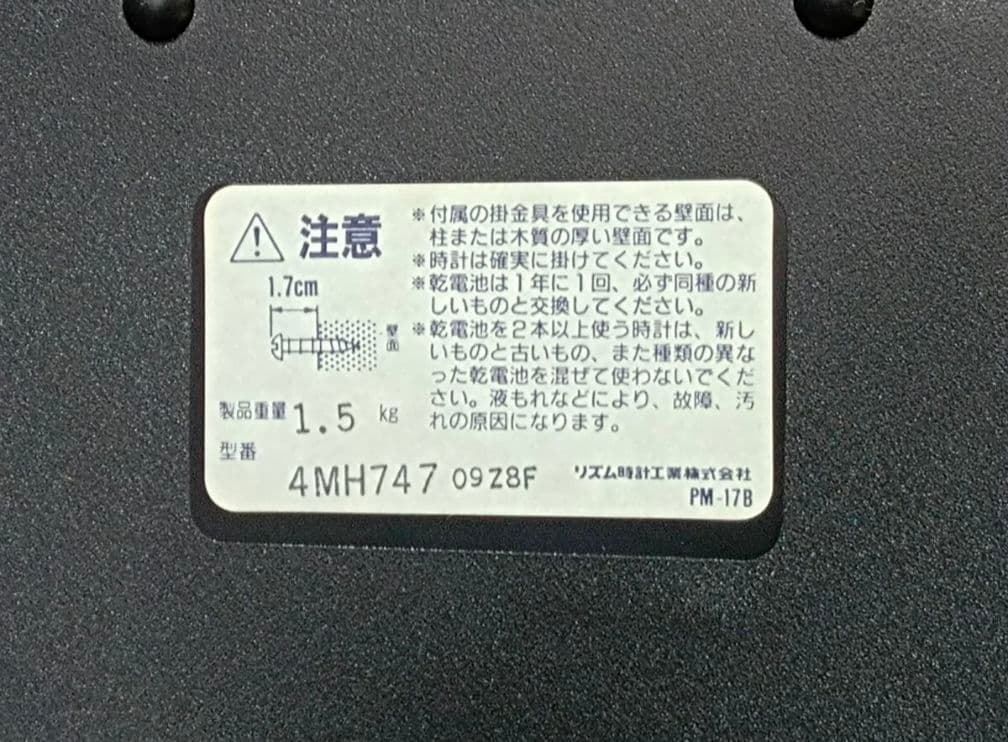 注意
1.7cm
壁面
製品重量 1.5 kg
型番
4MH747 09Z8F
※付属の掛金具を使用できる壁面は、
柱または木質の厚い壁面です。
※時計は確実に掛けてください。
※乾電池は1年に1回、必ず同種の新
しいものと交換してください。
※乾電池を2本以上使う時計は、新し
いものと古いもの、また種類の異な
った乾電池を混ぜて使わないでくだ
さい。液もれなどにより、故障、汚
れの原因になります。
リズム時計工業株式会社
PM-17B